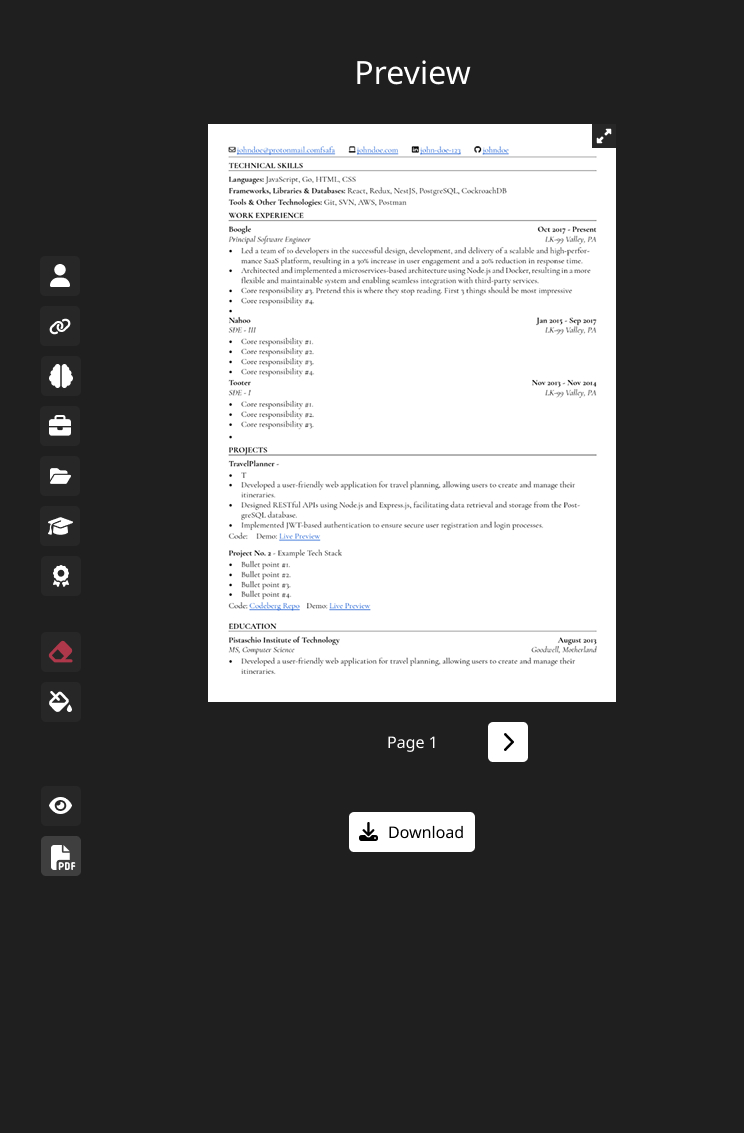 Preview
johndoe@protonmail.comfsafa johndoe.com john-doe-123 johndoe
TECHNICAL SKILLS
Languages: JavaScript, Go, HTML, CSS
Frameworks, Libraries & Databases: React, Redux, NestJS, PostgreSQL, CockroachDB
Tools & Other Technologies: Git, SVN, AWS, Postman
WORK EXPERIENCE
Boogle Oct 2017 - Present
Principal Software Engineer LK-99 Valley, PA
• Led a team of 10 developers in the successful design, development, and delivery of a scalable and high-perfor-
mance SaaS platform, resulting in a 30% increase in user engagement and a 20% reduction in response time.
• Architected and implemented a microservices-based architecture using Node.js and Docker, resulting in a more
flexible and maintainable system and enabling seamless integration with third-party services.
• Core responsibility #3. Pretend this is where they stop reading. First 3 things should be most impressive
• Core responsibility #4.
•
Nahoo Jan 2015 - Sep 2017
SDE - III LK-99 Valley, PA
• Core responsibility #1.
• Core responsibility #2.
• Core responsibility #3.
• Core responsibility #4.
Tooter Nov 2013 - Nov 2014
SDE - I LK-99 Valley, PA
• Core responsibility #1.
• Core responsibility #2.
• Core responsibility #3.
•
PROJECTS
TravelPlanner -
• T
• Developed a user-friendly web application for travel planning, allowing users to create and manage their
itineraries.
• Designed RESTful APIs using Node.js and Express.js, facilitating data retrieval and storage from the Post-
greSQL database.
• Implemented JWT-based authentication to ensure secure user registration and login processes.
Code: Demo: Live Preview
Project No. 2 - Example Tech Stack
• Bullet point #1.
• Bullet point #2.
• Bullet point #3.
• Bullet point #4.
Code: Codeberg Repo Demo: Live Preview
EDUCATION
Pistaschio Institute of Technology August 2013
MS, Computer Science Goodwell, Motherland
• Developed a user-friendly web application for travel planning, allowing users to create and manage their
itineraries.
Page 1
Download
PDF